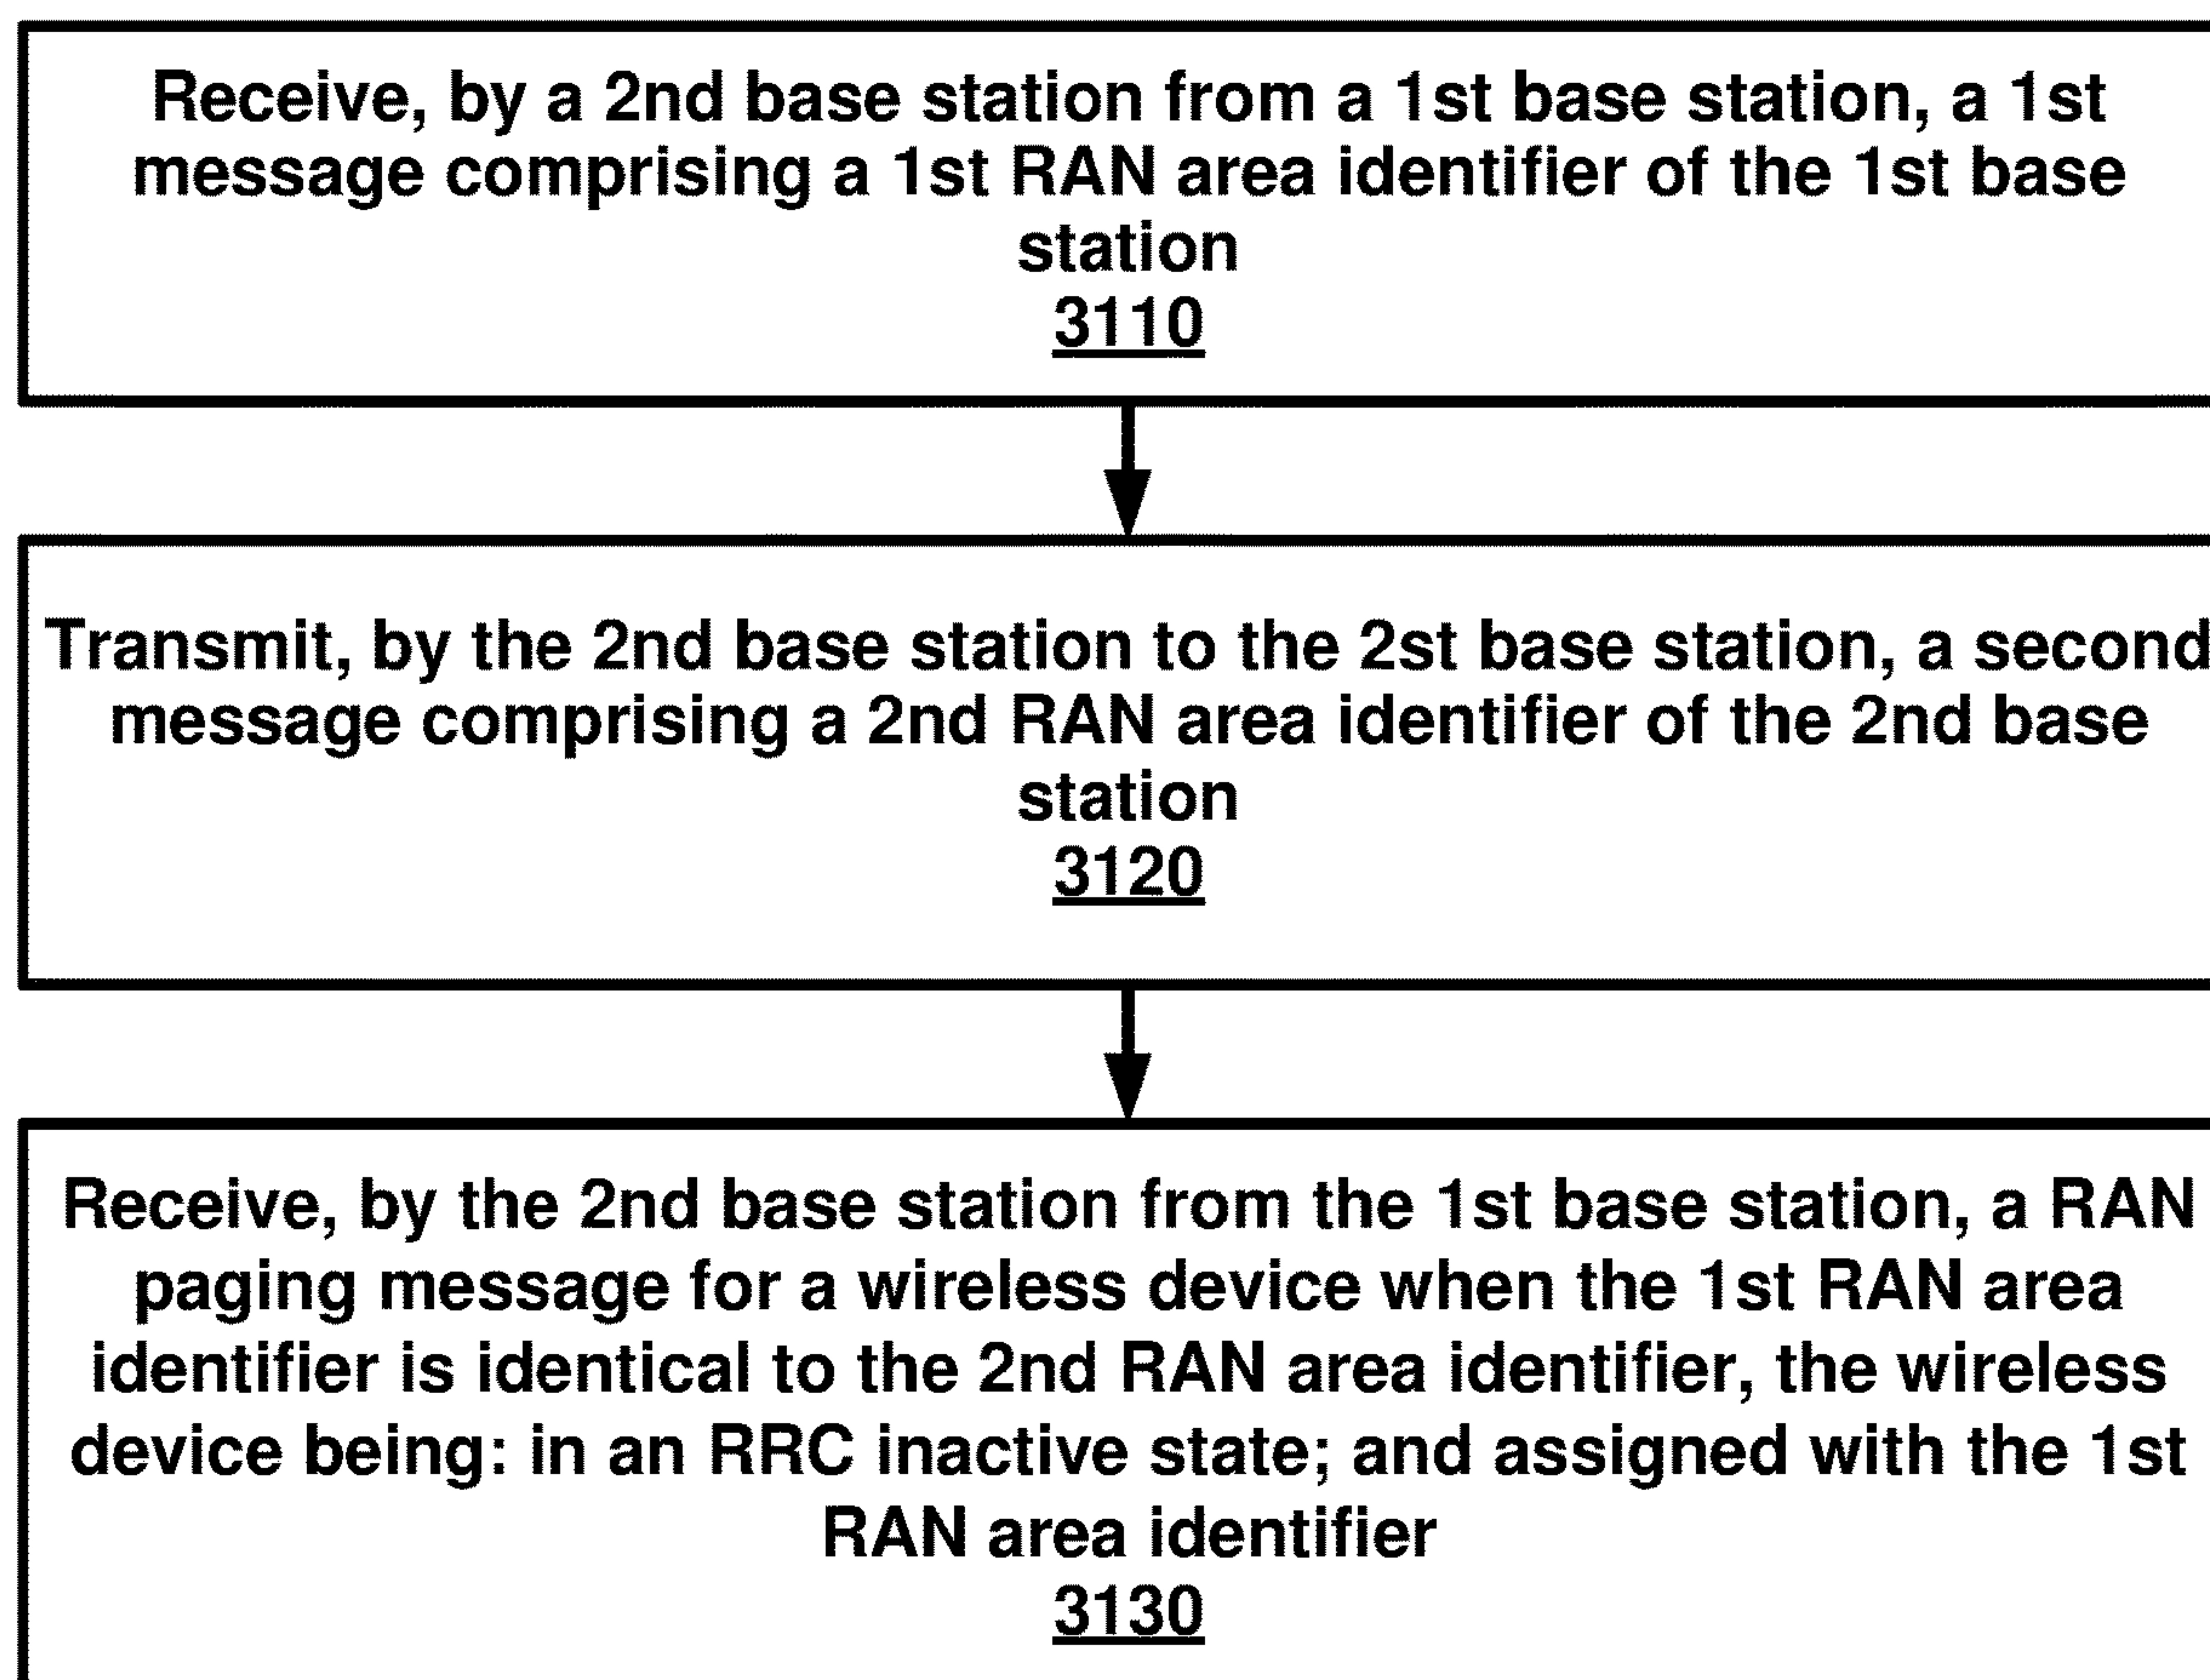 Receive, by a 2nd base station from a 1st base station, a 1st
message comprising a 1st RAN area identifier of the 1st base
station
3110
Transmit, by the 2nd base station to the 2st base station, a second
message comprising a 2nd RAN area identifier of the 2nd base
station
3120
Receive, by the 2nd base station from the 1st base station, a RAN
paging message for a wireless device when the 1st RAN area
identifier is identical to the 2nd RAN area identifier, the wireless
device being: in an RRC inactive state; and assigned with the 1st
RAN area identifier
3130